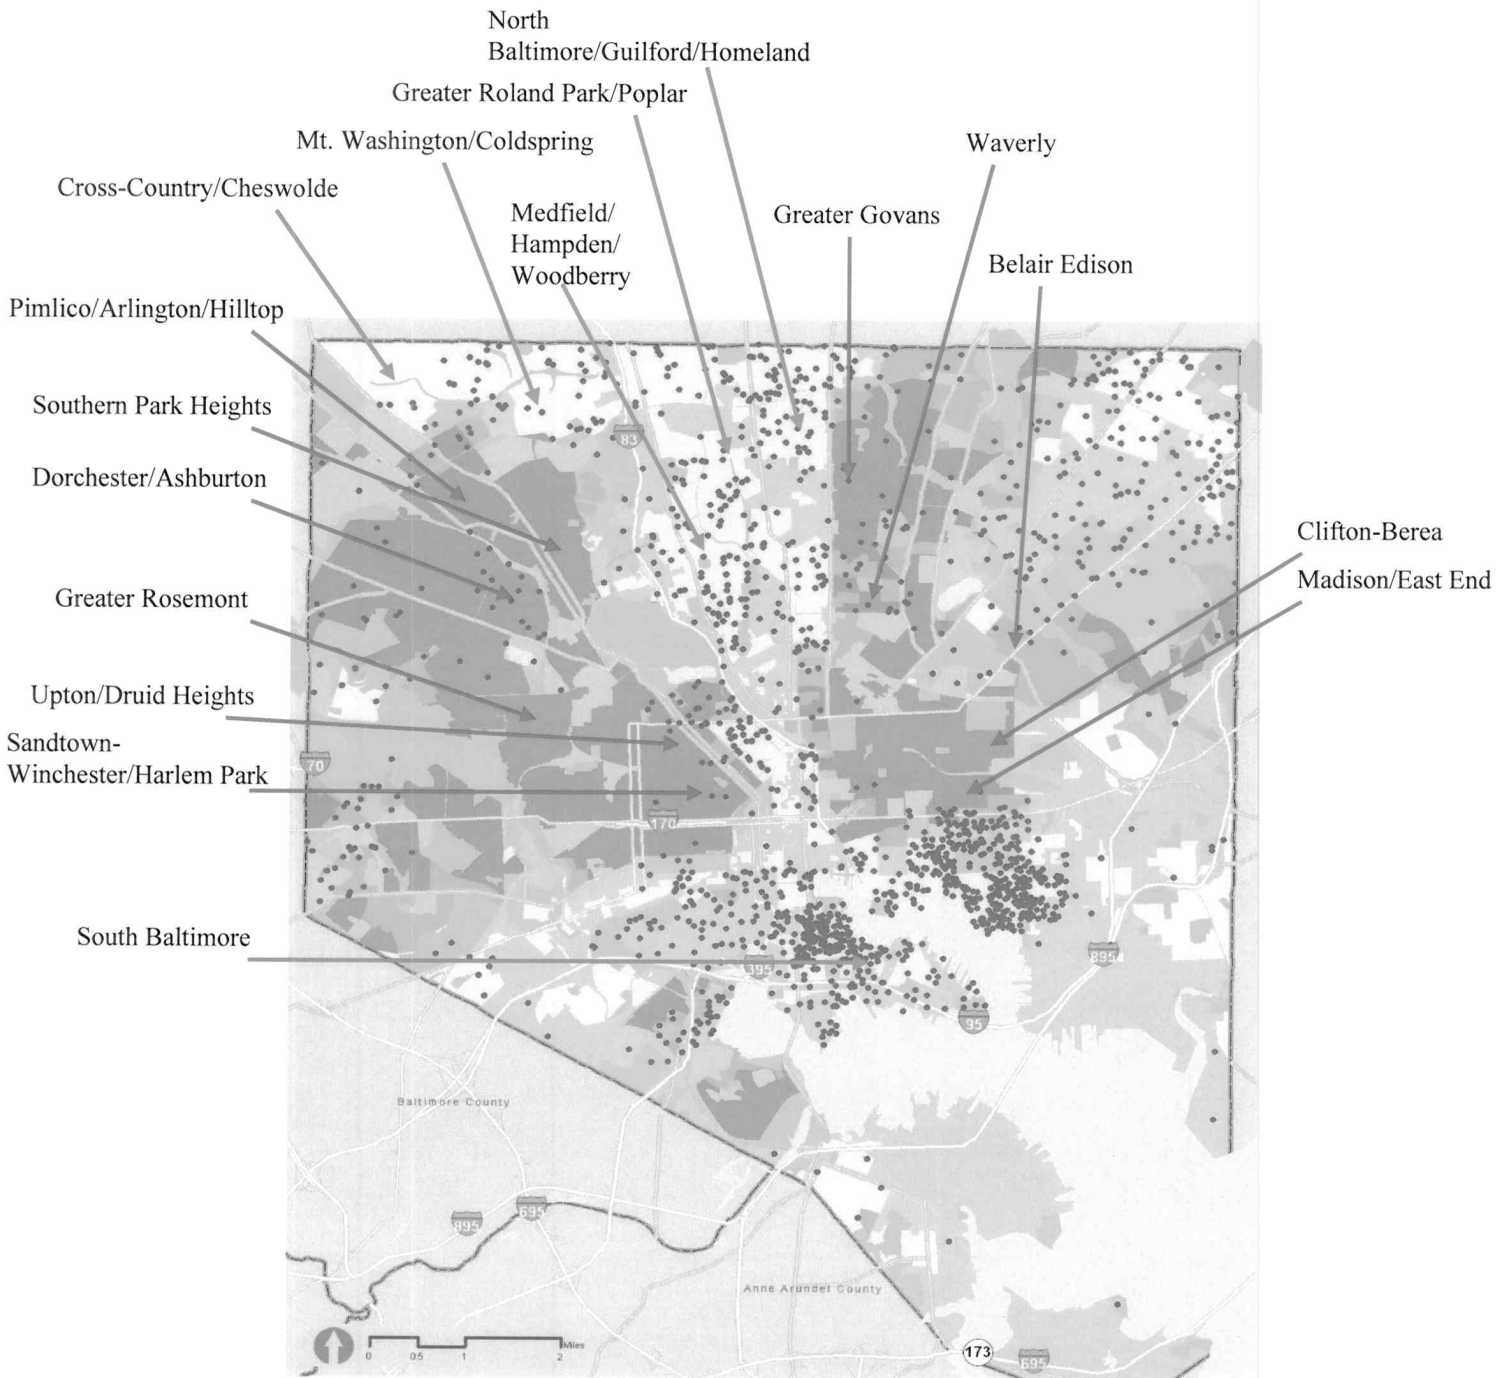 North
Baltimore/Guilford/Homeland
Greater Roland Park/Poplar
Mt. Washington/Coldspring
Waverly
Cross-Country/Cheswolde
Medfield/
Hampden/
Woodberry
Greater Govans
Belair Edison
Pimlico/Arlington/Hilltop
Southern Park Heights
83
Dorchester/Ashburton
Clifton-Berea
Madison/East End
Greater Rosemont
Upton/Druid Heights
Sandtown-
Winchester/Harlem Park
70
170
South Baltimore
395
895
95
Baltimore County
895
695
Anne Arundel County
0 0.5 1 2 Miles
173
695